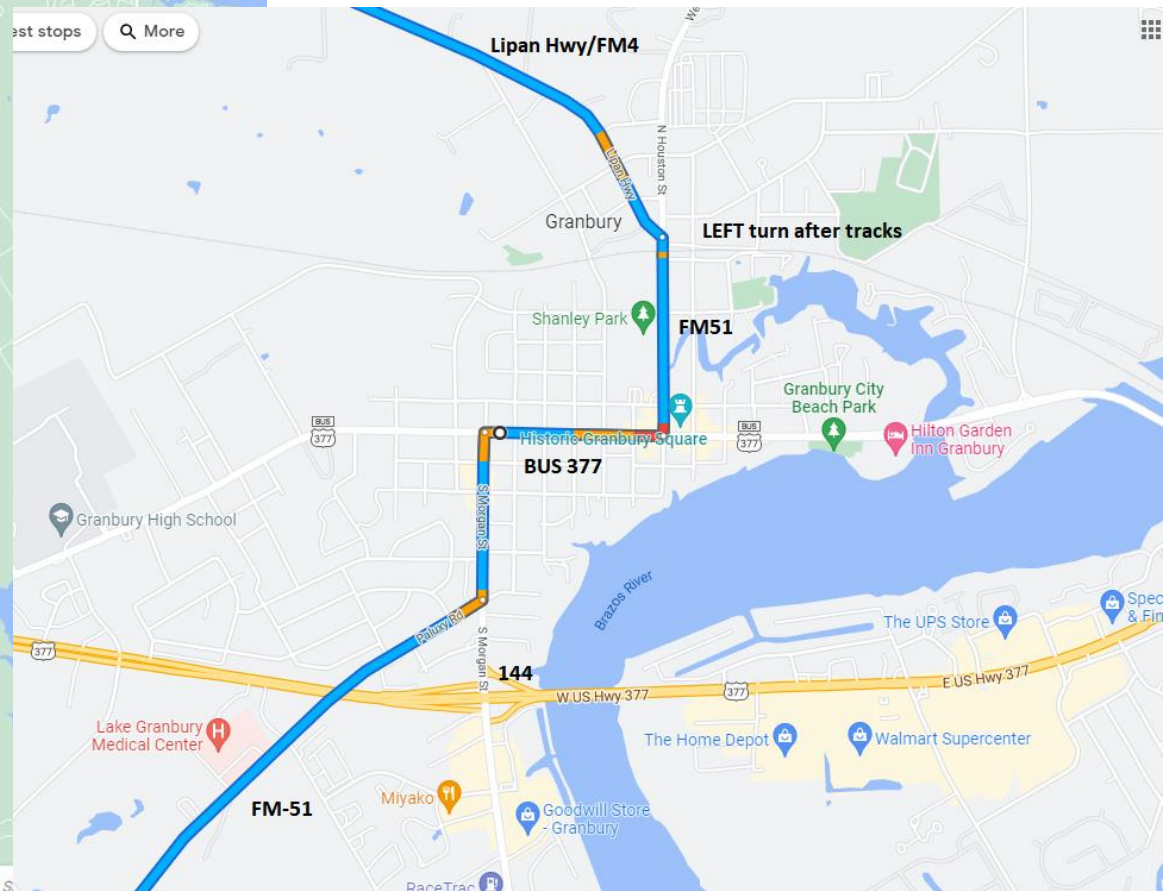 est stops
More
Lipan Hwy/FM4
We
N Houston St
Lipan Hwy
Granbury
LEFT turn after tracks
Shanley Park
FM51
Granbury City
Beach Park
BUS
377
Historic Granbury Square
BUS
377
Hilton Garden
Inn Granbury
BUS 377
S Morgan St
Granbury High School
Brazos River
The UPS Store
Spec
& Fin
Paluxy Rd
S Morgan St
377
144
W US Hwy 377
377
E US Hwy 377
Lake Granbury
Medical Center
The Home Depot
Walmart Supercenter
Miyako
FM-51
Goodwill Store
- Granbury
RaceTrac
S